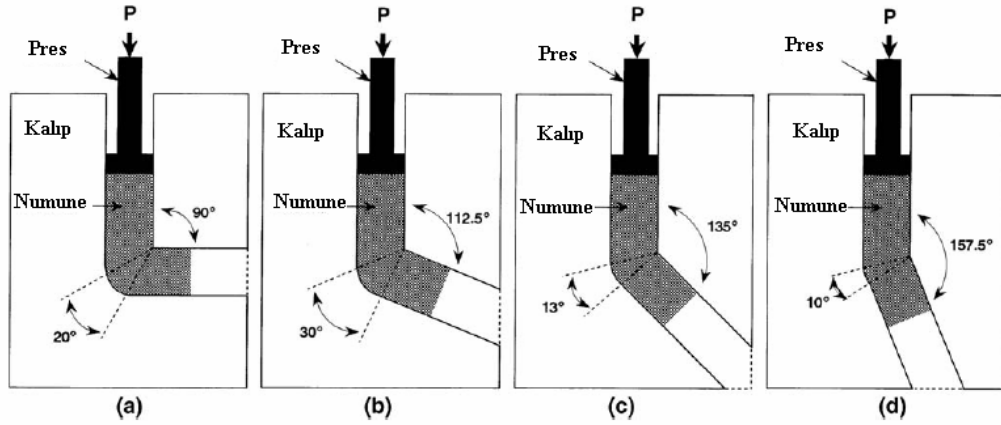 P
Pres
Kalıp
Numune
90°
20°
(a)
P
Pres
Kalıp
Numune
112.5°
30°
(b)
P
Pres
Kalıp
Numune
135°
13°
(c)
P
Pres
Kalıp
Numune
157.5°
10°
(d)